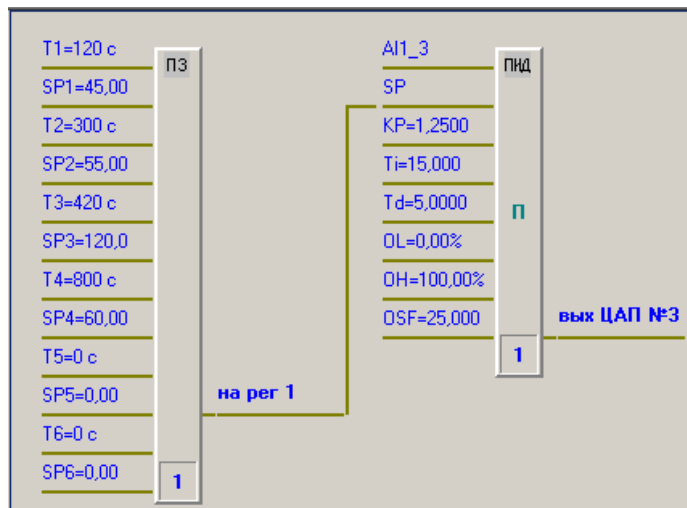 T1=120 c
ПЗ
SP1=45,00
T2=300 c
SP2=55,00
T3=420 c
SP3=120,0
T4=800 c
SP4=60,00
T5=0 c
SP5=0,00
T6=0 c
SP6=0,00
1
на рег 1
AI1_3
ПИД
SP
KP=1,2500
Ti=15,000
Td=5,0000
П
OL=0,00%
OH=100,00%
OSF=25,000
1
вых ЦАП №3